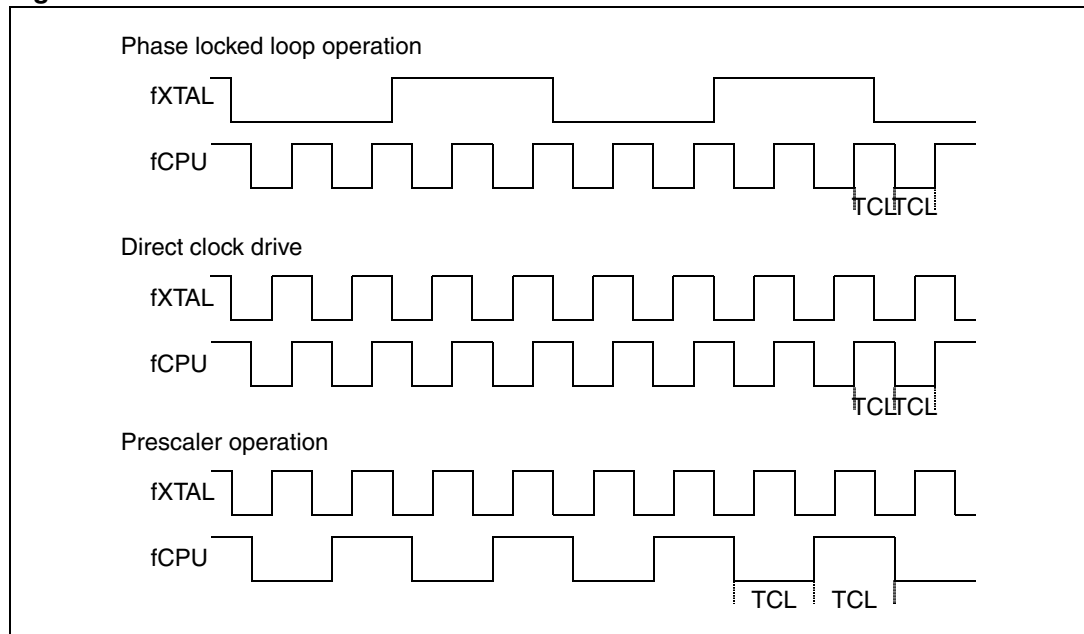 Phase locked loop operation
fXTAL
fCPU
TCL TCL
Direct clock drive
fXTAL
fCPU
TCL TCL
Prescaler operation
fXTAL
fCPU
TCL TCL